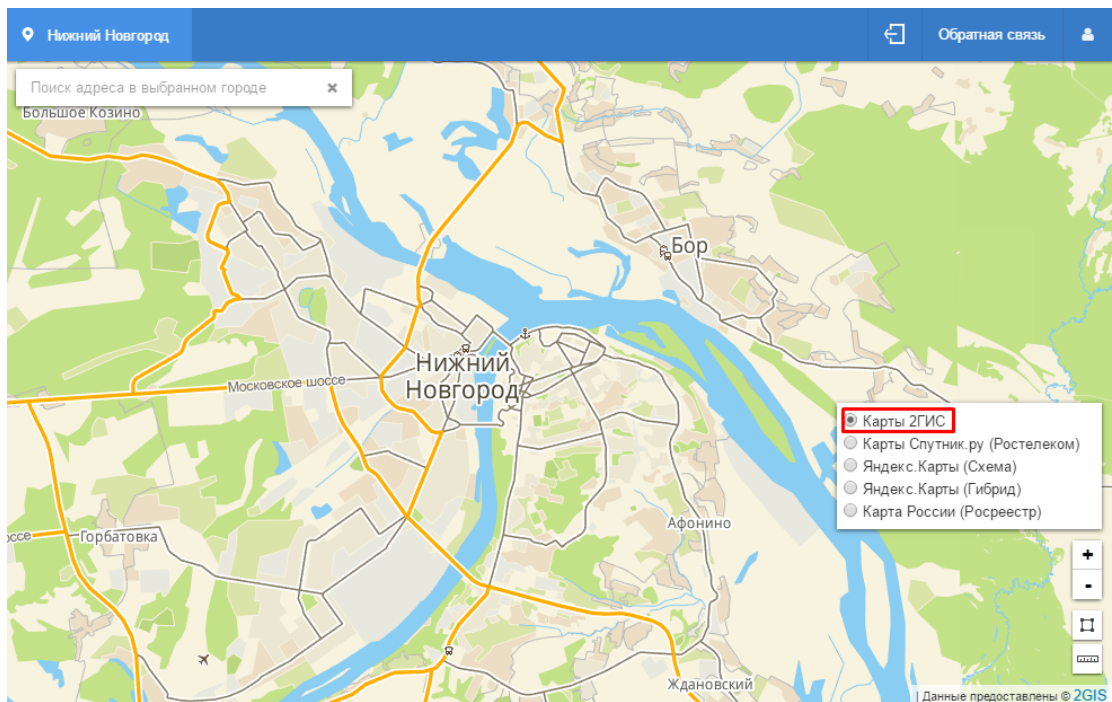 Нижний Новгород
Обратная связь
Поиск адреса в выбранном городе
Большое Козино
Бор
Нижний
Новгород
Московское шоссе
Карты 2ГИС
Карты Спутник.ру (Ростелеком)
Яндекс.Карты (Схема)
Яндекс.Карты (Гибрид)
Карта России (Росреестр)
Афонино
оссе
Горбатовка
+
-
Ждановский
| Данные предоставлены © 2GIS